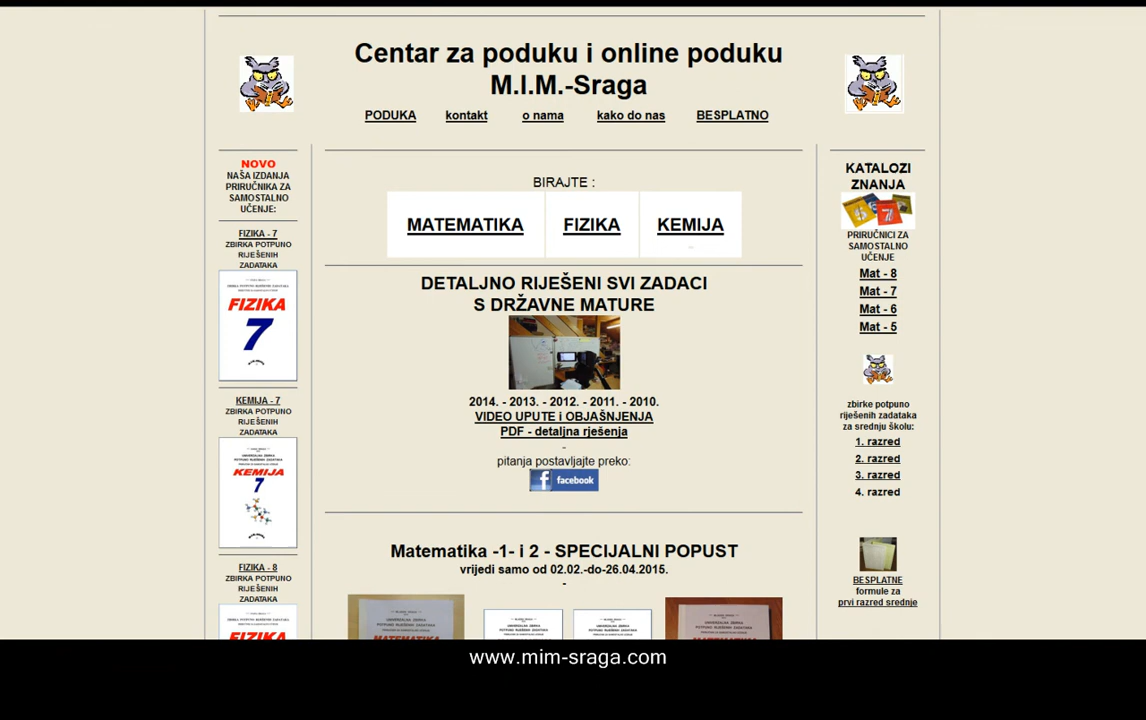 Centar za poduku i online poduku
M.I.M.-Sraga
PODUKA kontakt o nama kako do nas BESPLATNO
NOVO
NAŠA IZDANJA
PRIRUČNIKA ZA
SAMOSTALNO
UČENJE:
FIZIKA - 7
ZBIRKA POTPUNO
RIJEŠENIH
ZADATAKA
FIZIKA
7
KEMIJA - 7
ZBIRKA POTPUNO
RIJEŠENIH
ZADATAKA
KEMIJA
7
FIZIKA - 8
ZBIRKA POTPUNO
RIJEŠENIH
ZADATAKA
FIZIKA
BIRAJTE :
MATEMATIKA FIZIKA KEMIJA
DETALJNO RIJEŠENI SVI ZADACI
S DRŽAVNE MATURE
2014. - 2013. - 2012. - 2011. - 2010.
VIDEO UPUTE i OBJAŠNJENJA
PDF - detaljna rješenja
-
pitanja postavljajte preko:
facebook
Matematika -1- i 2 - SPECIJALNI POPUST
vrijedi samo od 02.02.-do-26.04.2015.
-
MATEMATIKA
MATEMATIKA
KATALOZI
ZNANJA
PRIRUČNICI ZA
SAMOSTALNO
UČENJE
Mat - 8
Mat - 7
Mat - 6
Mat - 5
zbirke potpuno
riješenih zadataka
za srednju školu:
1. razred
2. razred
3. razred
4. razred
BESPLATNE
formule za
prvi razred srednje
www.mim-sraga.com